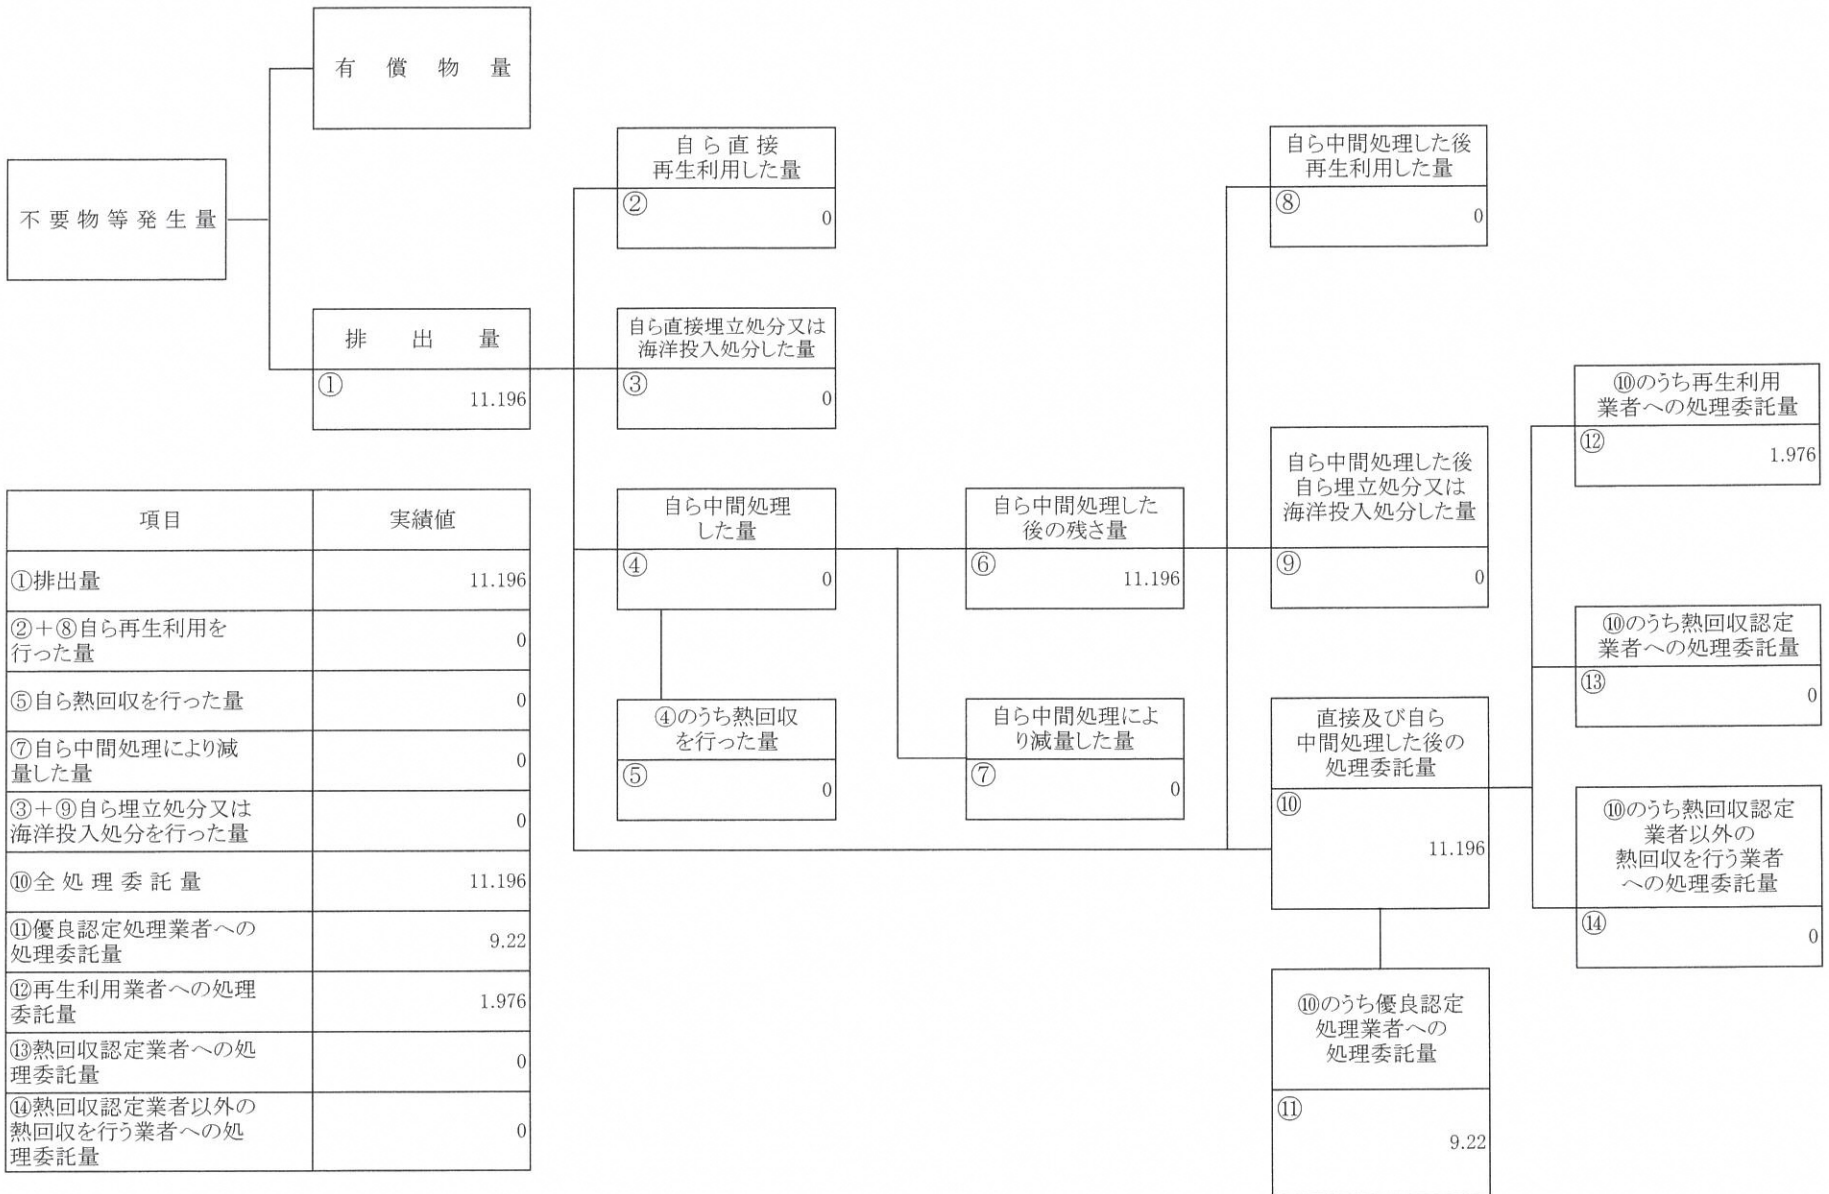 有償物量
不要物等発生量
排出量
①
11.196
自ら直接
再生利用した量
②
0
自ら直接埋立処分又は
海洋投入処分した量
③
0
自ら中間処理
した量
④
0
④のうち熱回収
を行った量
⑤
0
自ら中間処理した
後の残さ量
⑥
11.196
自ら中間処理によ
り減量した量
⑦
0
自ら中間処理した後
再生利用した量
⑧
0
自ら中間処理した後
自ら埋立処分又は
海洋投入処分した量
⑨
0
直接及び自ら
中間処理した後の
処理委託量
⑩
11.196
⑩のうち優良認定
処理業者への
処理委託量
⑪
9.22
⑩のうち再生利用
業者への処理委託量
⑫
1.976
⑩のうち熱回収認定
業者への処理委託量
⑬
0
⑩のうち熱回収認定
業者以外の
熱回収を行う業者
への処理委託量
⑭
0
項目 実績値
①排出量 11.196
②＋⑧自ら再生利用を
行った量 0
⑤自ら熱回収を行った量 0
⑦自ら中間処理により減
量した量 0
③＋⑨自ら埋立処分又は
海洋投入処分を行った量 0
⑩全処理委託量 11.196
⑪優良認定処理業者への
処理委託量 9.22
⑫再生利用業者への処理
委託量 1.976
⑬熱回収認定業者への処
理委託量 0
⑭熱回収認定業者以外の
熱回収を行う業者への処
理委託量 0